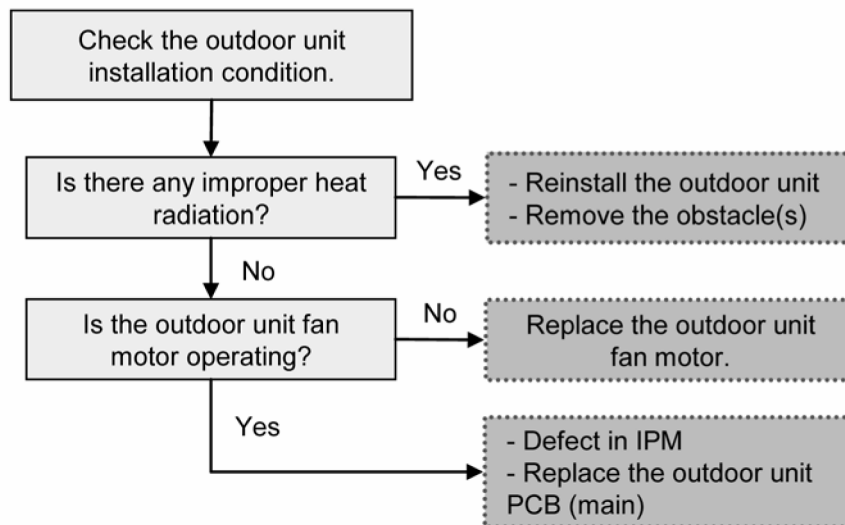 Check the outdoor unit
installation condition.
Is there any improper heat
radiation?
Yes
- Reinstall the outdoor unit
- Remove the obstacle(s)
No
Is the outdoor unit fan
motor operating?
No
Replace the outdoor unit
fan motor.
Yes
- Defect in IPM
- Replace the outdoor unit
PCB (main)